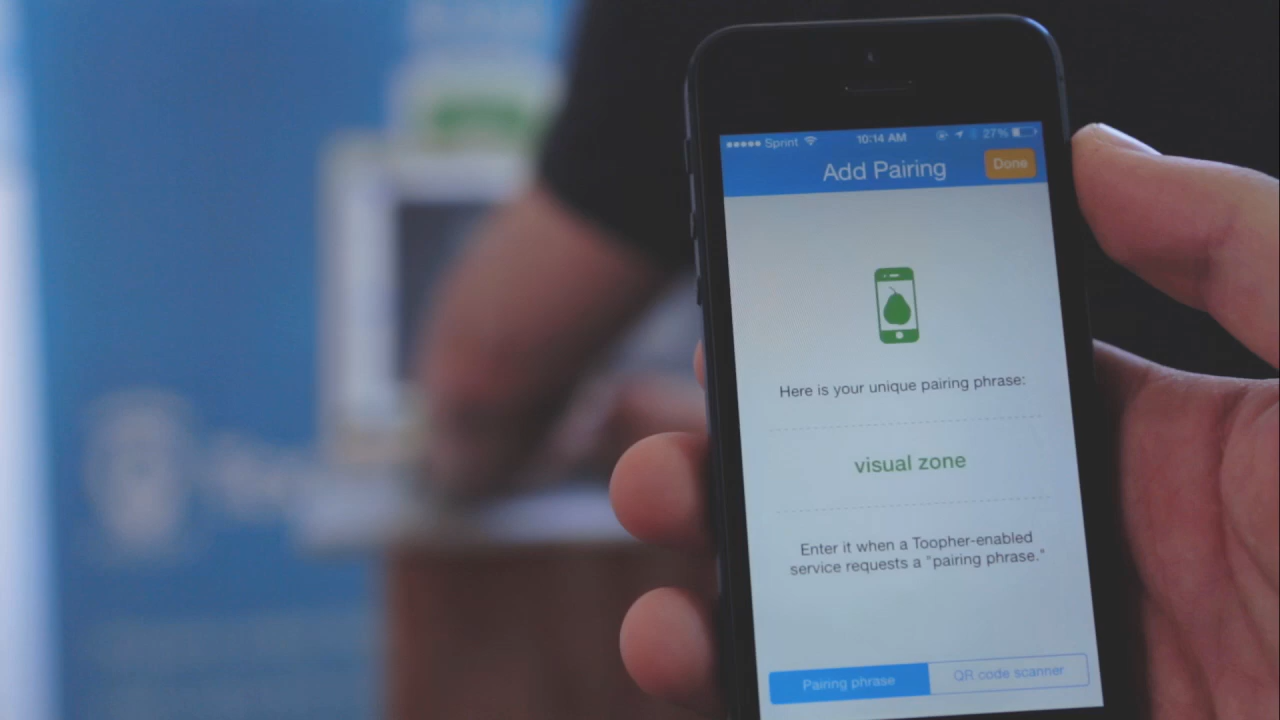 Sprint 10:14 AM 27%
Add Pairing Done
Here is your unique pairing phrase:
visual zone
Enter it when a Toopher-enabled
service requests a "pairing phrase."
Pairing phrase QR code scanner